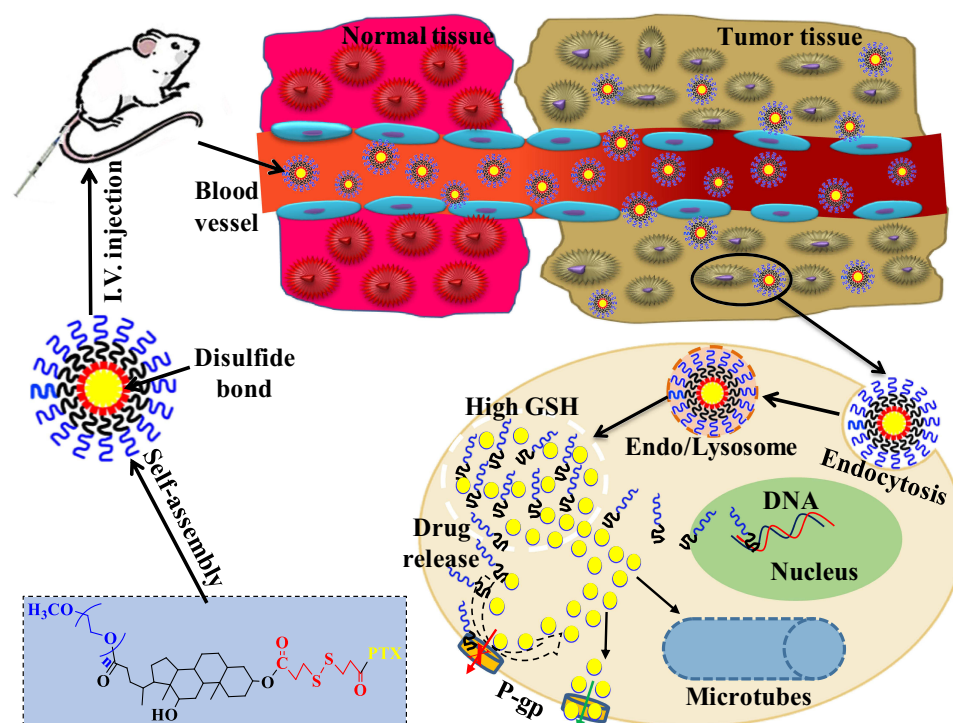 Normal tissue
Tumor tissue
Blood
vessel
I.V. injection
Disulfide
bond
Self-assembly
High GSH
Endo/Lysosome
Endocytosis
Drug
release
DNA
Nucleus
Microtubes
P-gp
H₃CO
O
n
O
HO
O
O
S
S
O
PTX